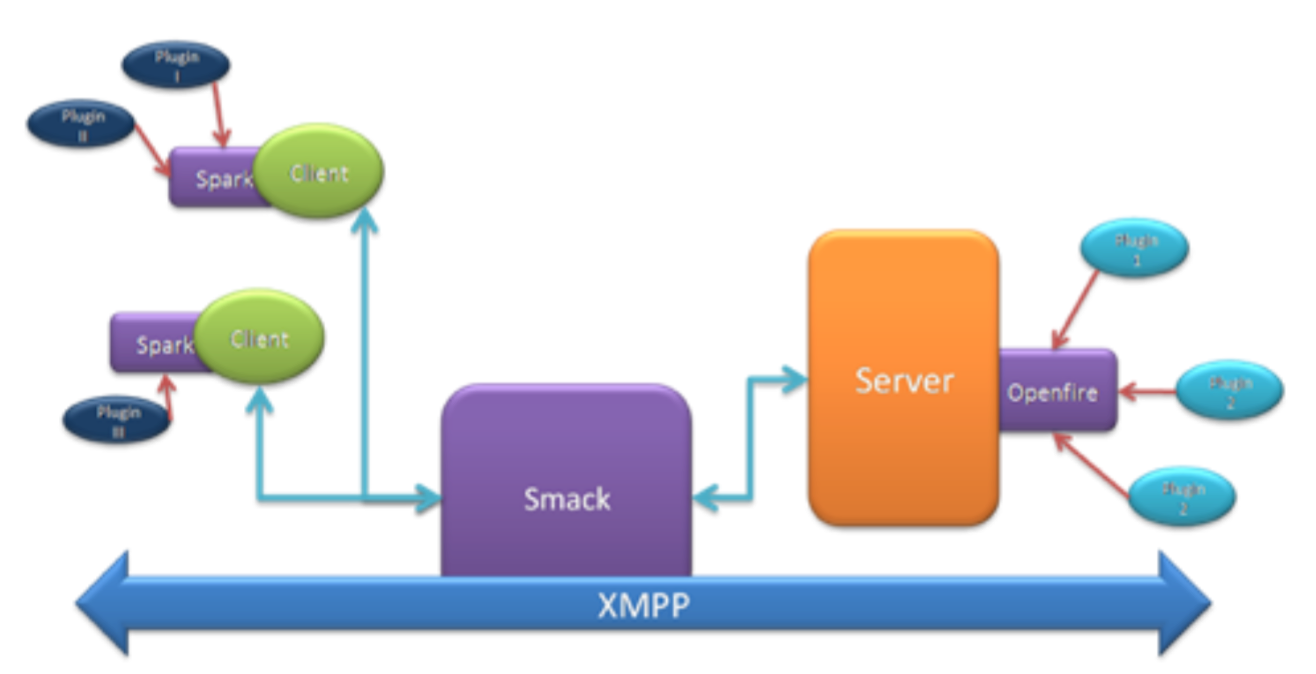 Plugin
I
Plugin
II
Spark
Client
Spark
Client
Plugin
III
Smack
Server
Openfire
Plugin
1
Plugin
2
Plugin
2
XMPP